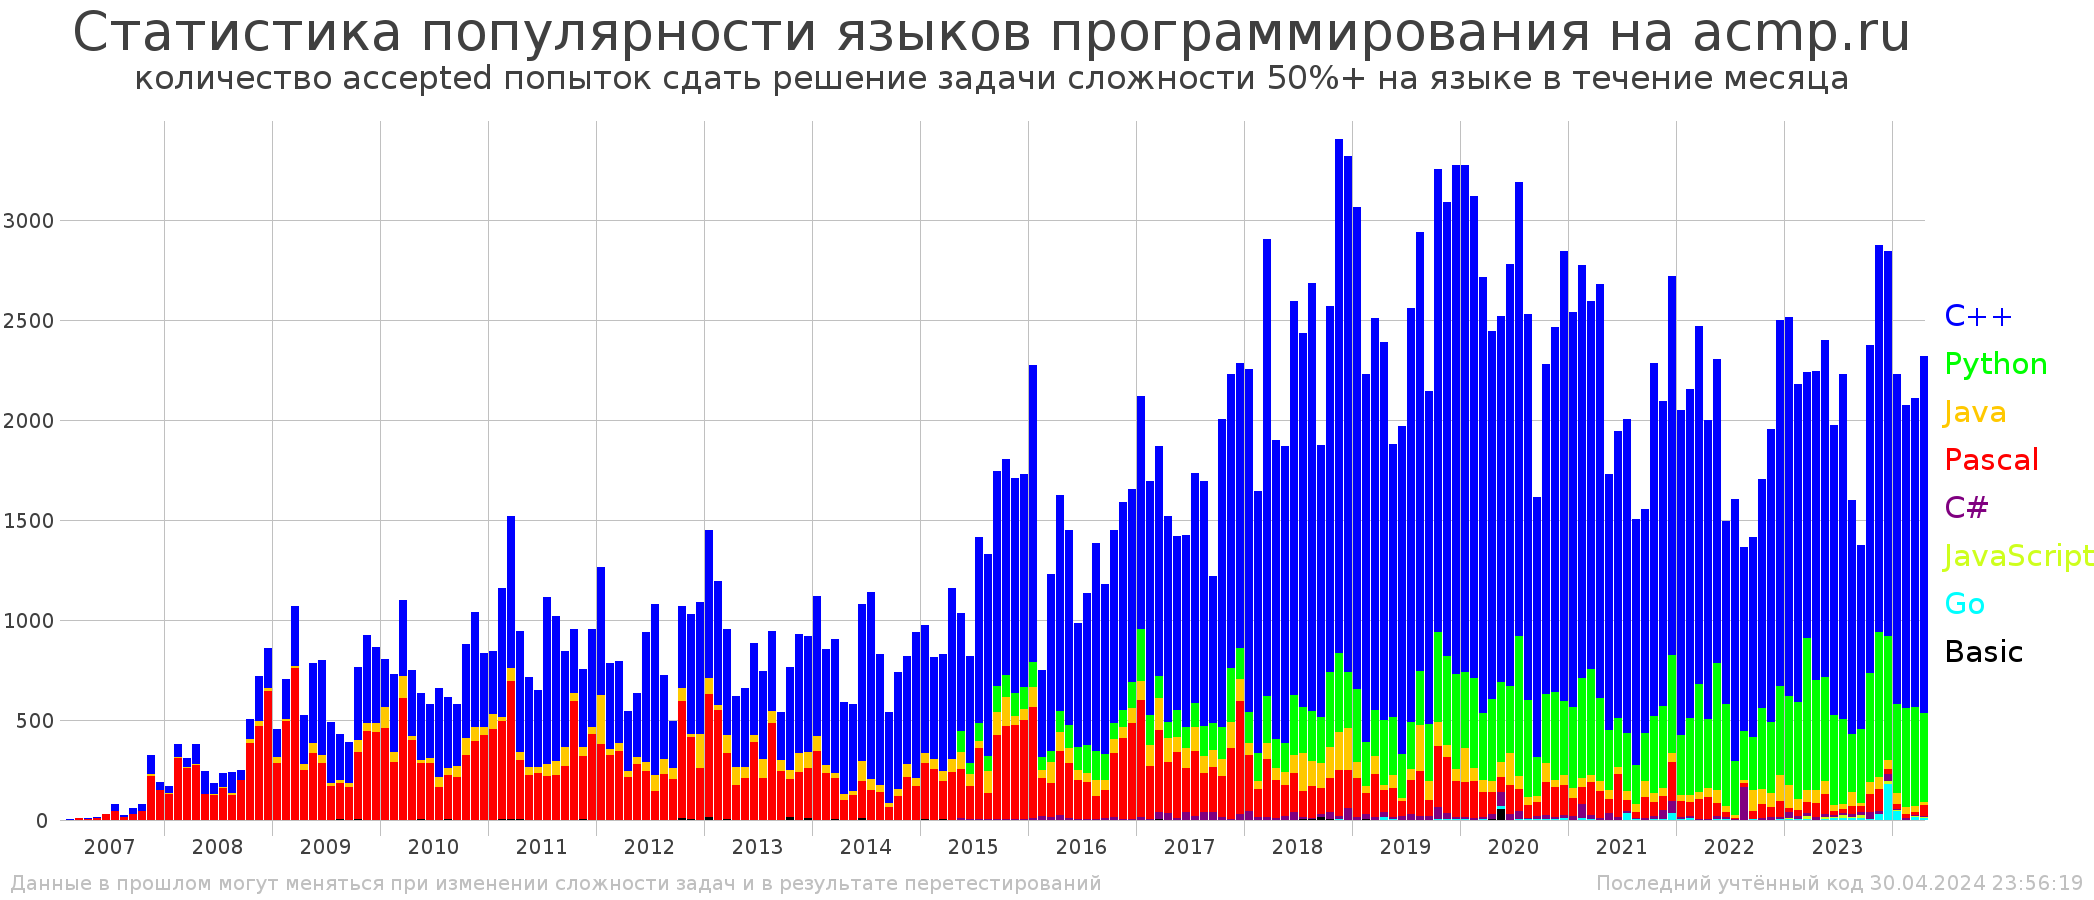 Статистика популярности языков программирования на acmp.ru
количество accepted попыток сдать решение задачи сложности 50%+ на языке в течение месяца
3000
2500
2000
1500
1000
500
0
C++
Python
Java
Pascal
C#
JavaScript
Go
Basic
2007 2008 2009 2010 2011 2012 2013 2014 2015 2016 2017 2018 2019 2020 2021 2022 2023
Данные в прошлом могут меняться при изменении сложности задач и в результате перетестирований
Последний учтённый код 30.04.2024 23:56:19